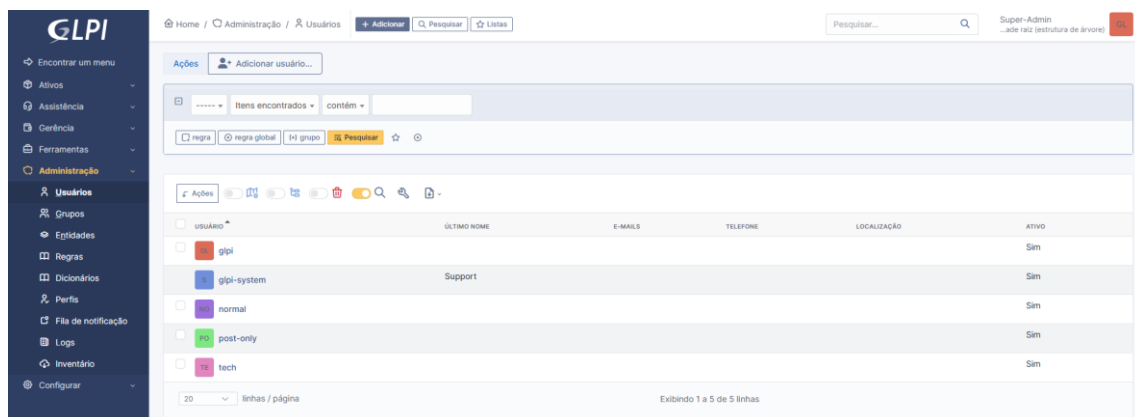 GLPI
Home / Administração / Usuários + Adicionar Pesquisar Listas Pesquisar... Super-Admin
...ade raiz (estrutura de árvore) GL
Encontrar um menu
Ativos
Assistência
Gerência
Ferramentas
Administração
Usuários
Grupos
Entidades
Regras
Dicionários
Perfis
Fila de notificação
Logs
Inventário
Configurar
Ações Adicionar usuário...
----- Itens encontrados contém
regra regra global grupo Pesquisar
Ações
USUÁRIO ÚLTIMO NOME E-MAILS TELEFONE LOCALIZAÇÃO ATIVO
GL glpi Sim
S glpi-system Support Sim
NO normal Sim
PO post-only Sim
TE tech Sim
20 linhas / página Exibindo 1 a 5 de 5 linhas